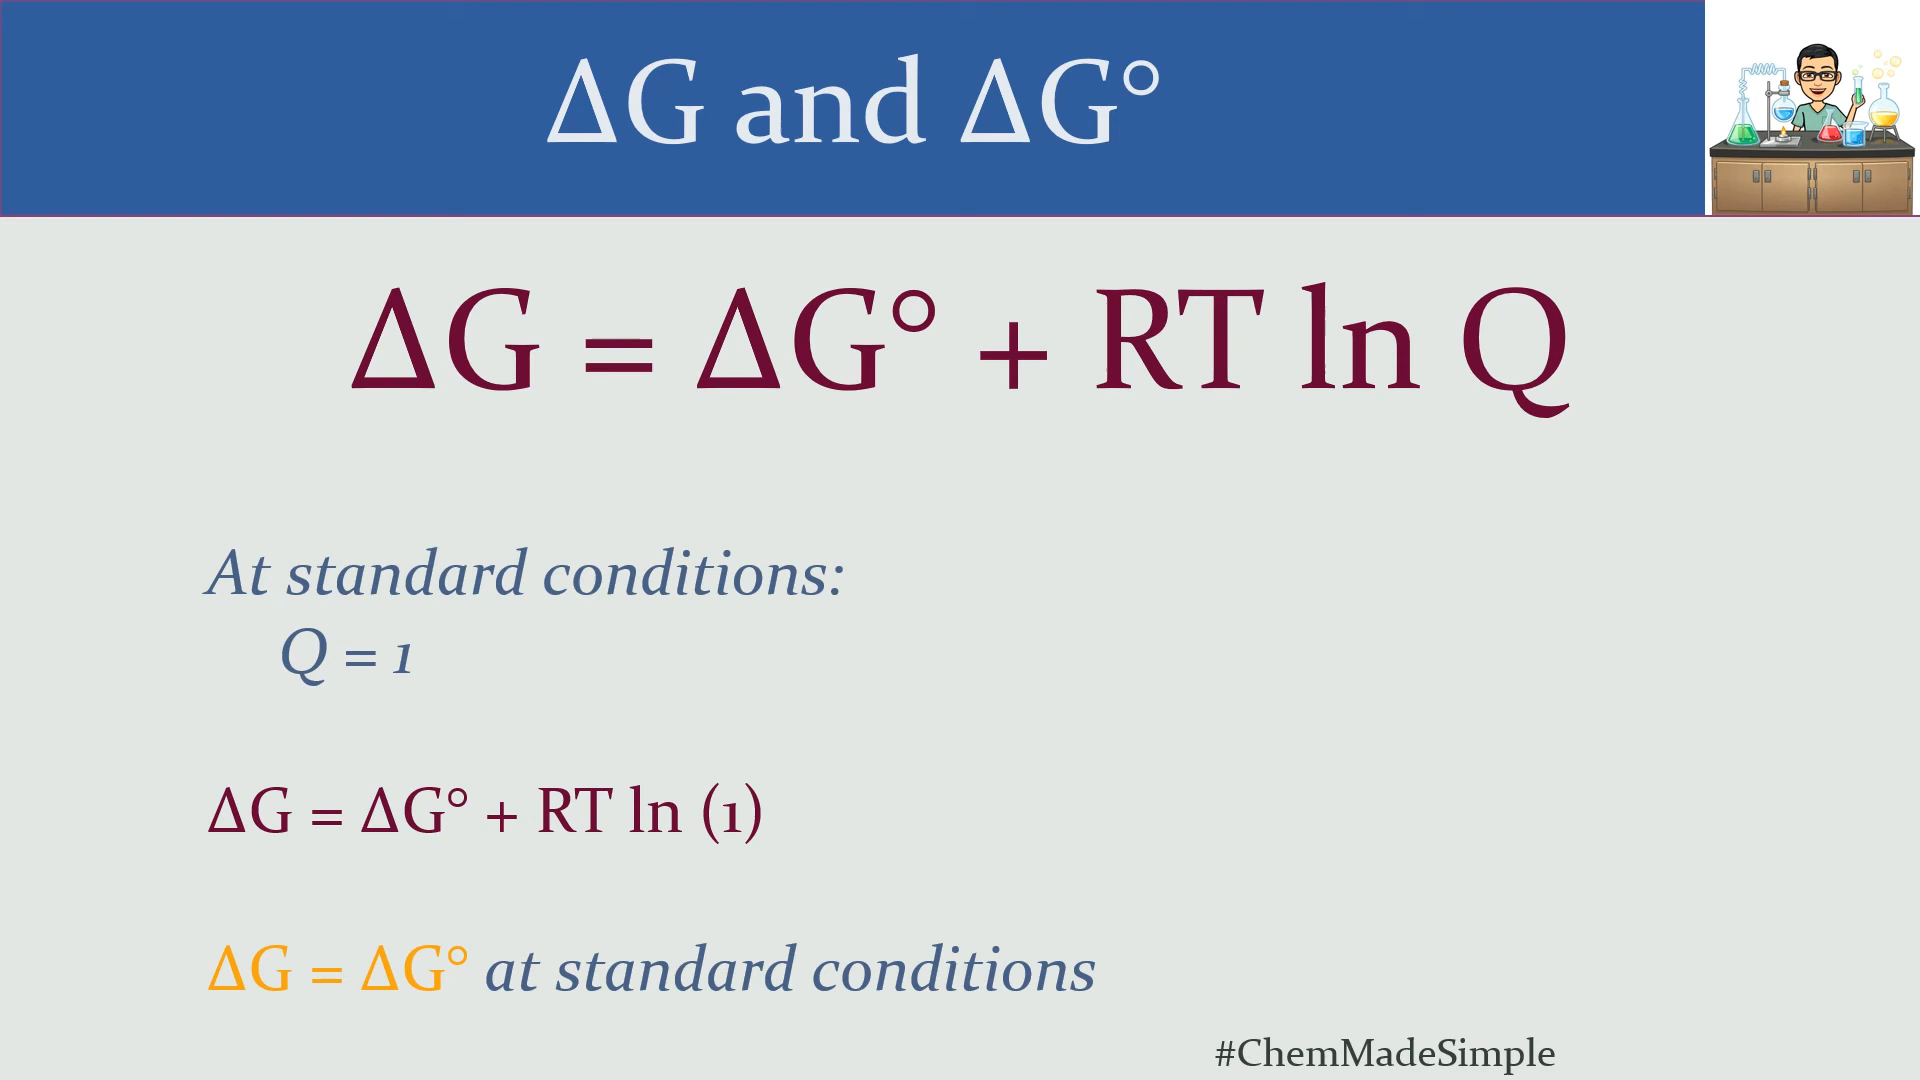 ΔG and ΔG°
ΔG = ΔG° + RT ln Q
At standard conditions:
Q = 1
ΔG = ΔG° + RT ln (1)
ΔG = ΔG° at standard conditions
#ChemMadeSimple